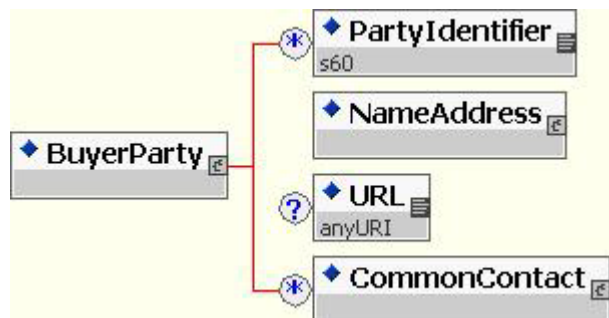 PartyIdentifier
s60
NameAddress
BuyerParty
?
URL
anyURI
*
CommonContact